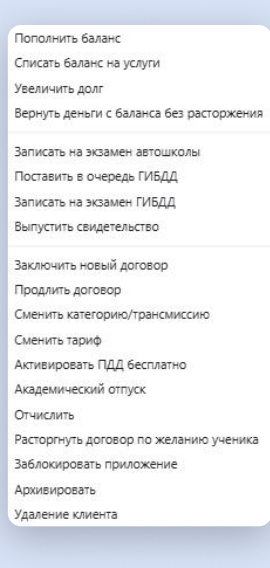 Пополнить баланс
Списать баланс на услуги
Увеличить долг
Вернуть деньги с баланса без расторжения
Записать на экзамен автошколы
Поставить в очередь ГИБДД
Записать на экзамен ГИБДД
Выпустить свидетельство
Заключить новый договор
Продлить договор
Сменить категорию/трансмиссию
Сменить тариф
Активировать ПДД бесплатно
Академический отпуск
Отчислить
Расторгнуть договор по желанию ученика
Заблокировать приложение
Архивировать
Удаление клиента